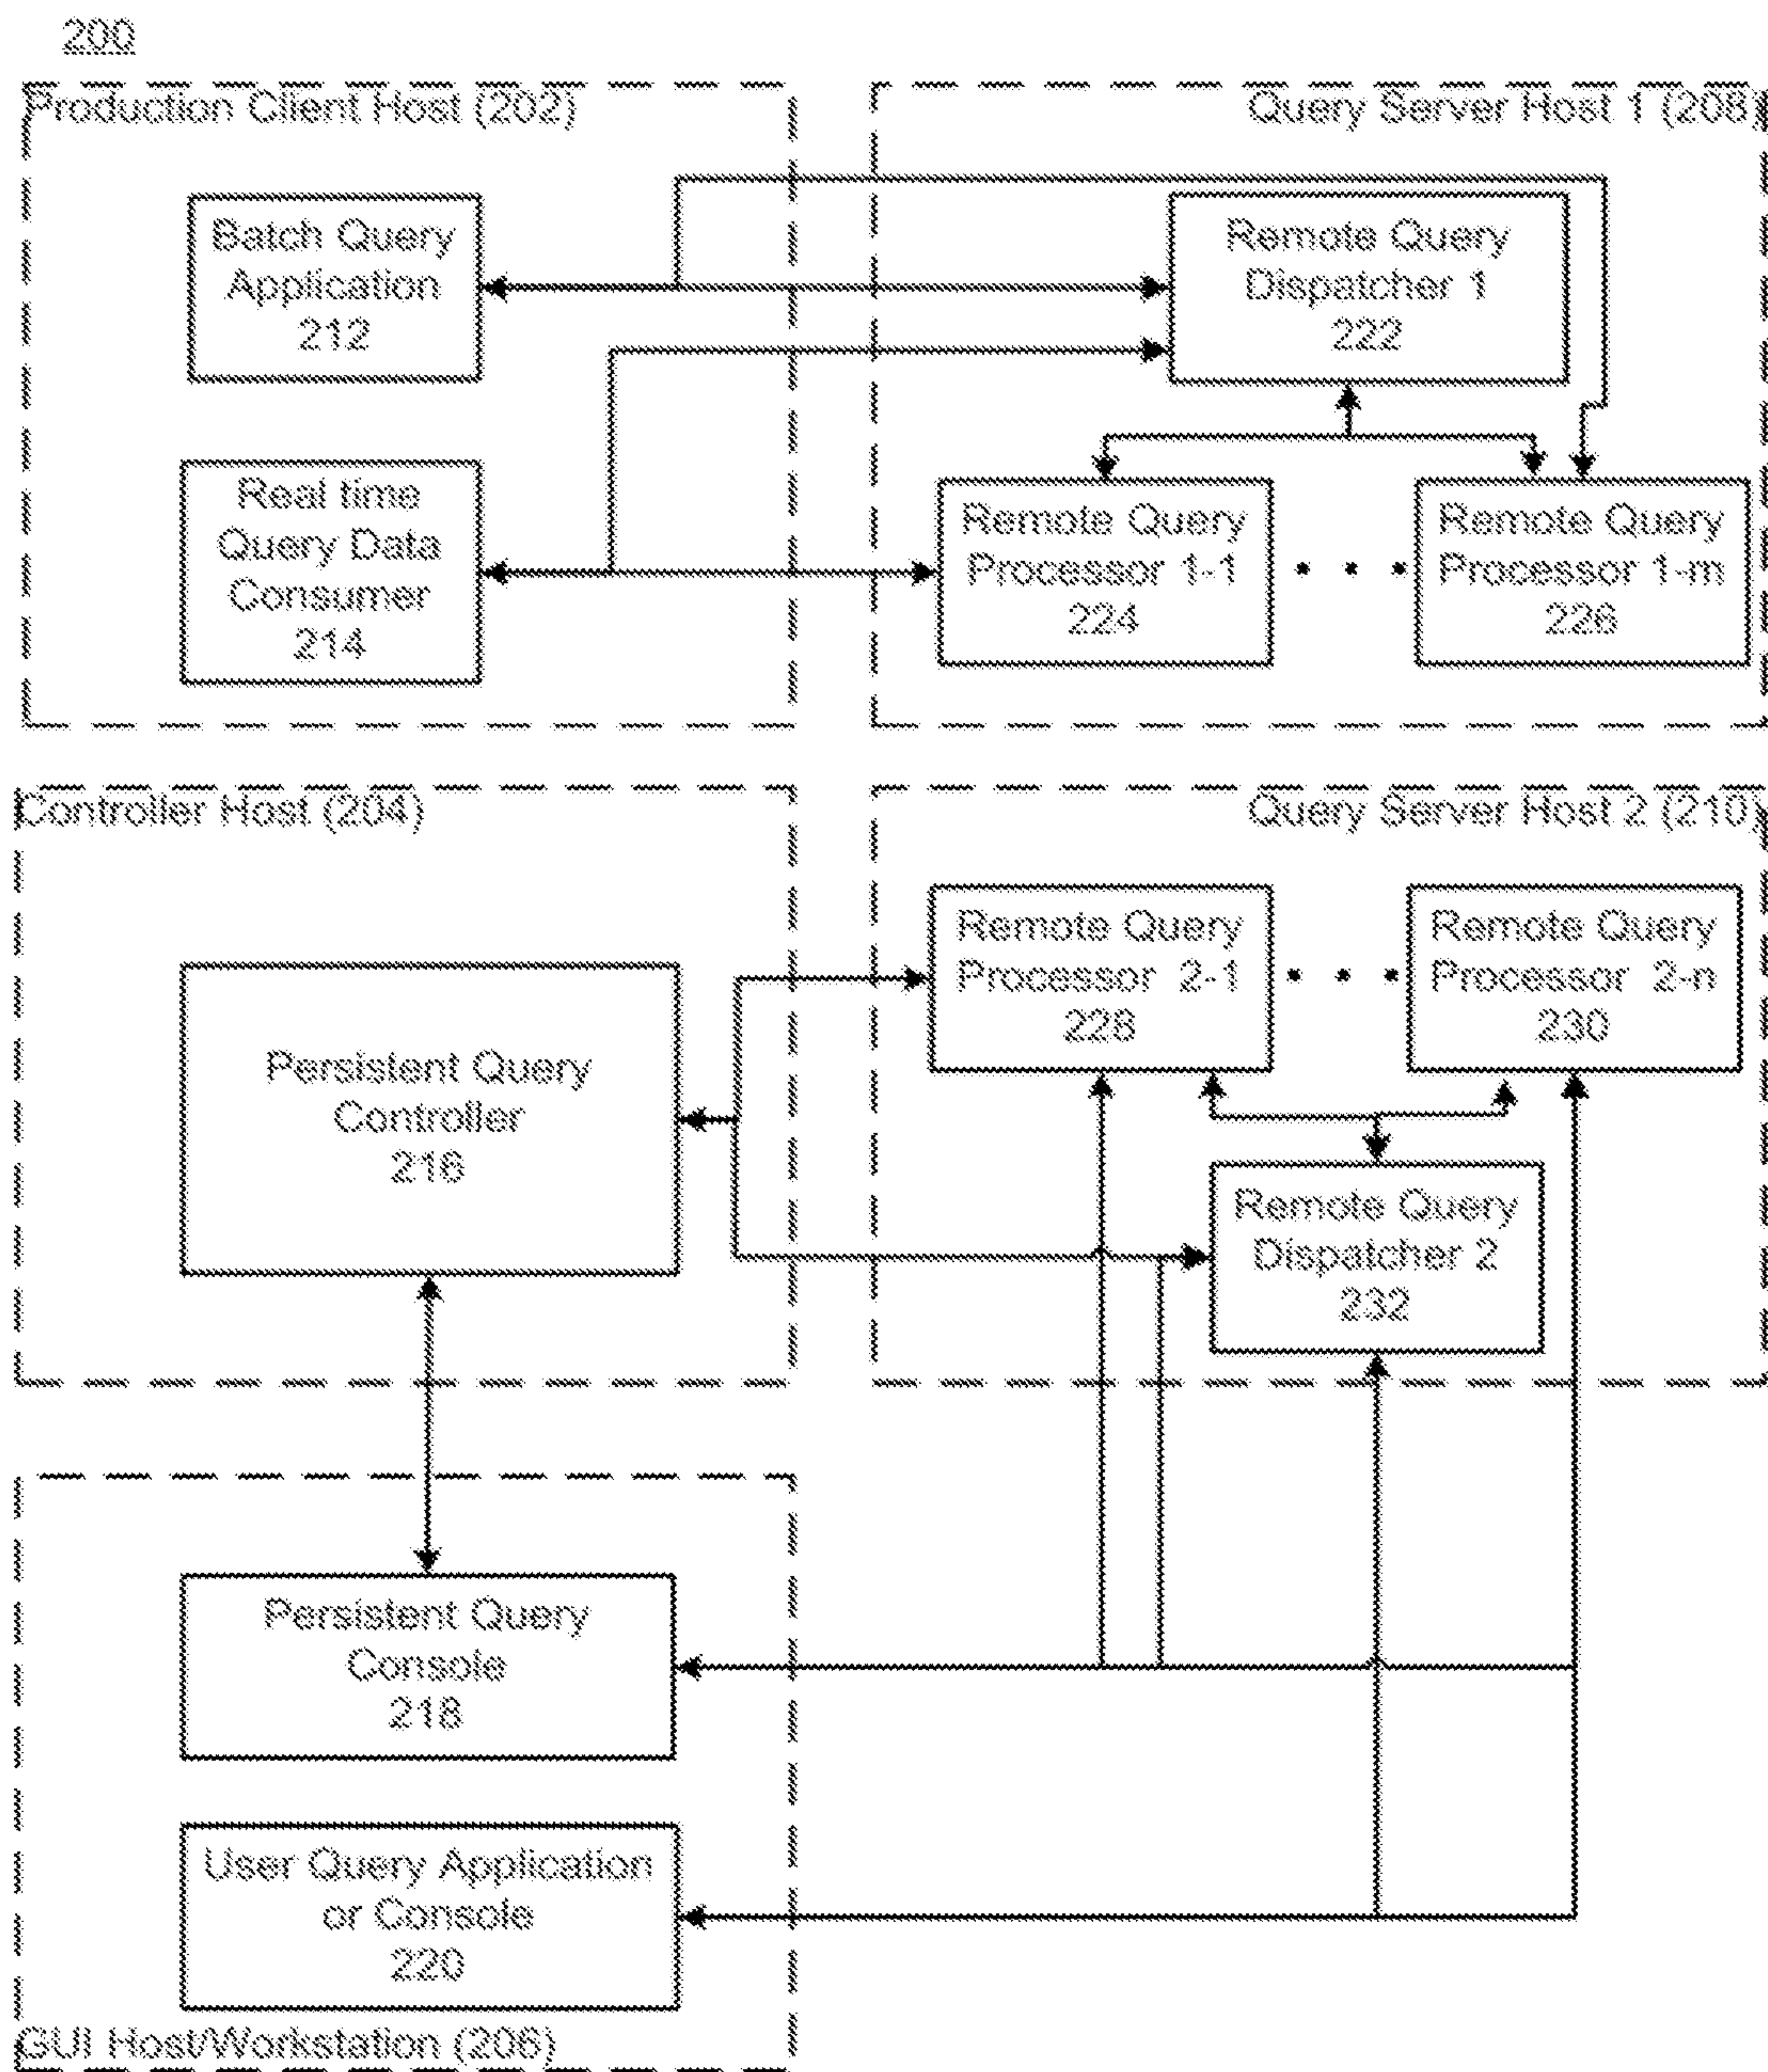 200
Production Client Host (202)
Query Server Host 1 (208)
Batch Query
Application
212
Remote Query
Dispatcher 1
222
Real time
Query Data
Consumer
214
Remote Query
Processor 1-1
224
Remote Query
Processor 1-m
226
Controller Host (204)
Query Server Host 2 (210)
Remote Query
Processor 2-1
228
Remote Query
Processor 2-n
230
Persistent Query
Controller
216
Remote Query
Dispatcher 2
232
Persistent Query
Console
218
User Query Application
or Console
220
GUI Host/Workstation (206)